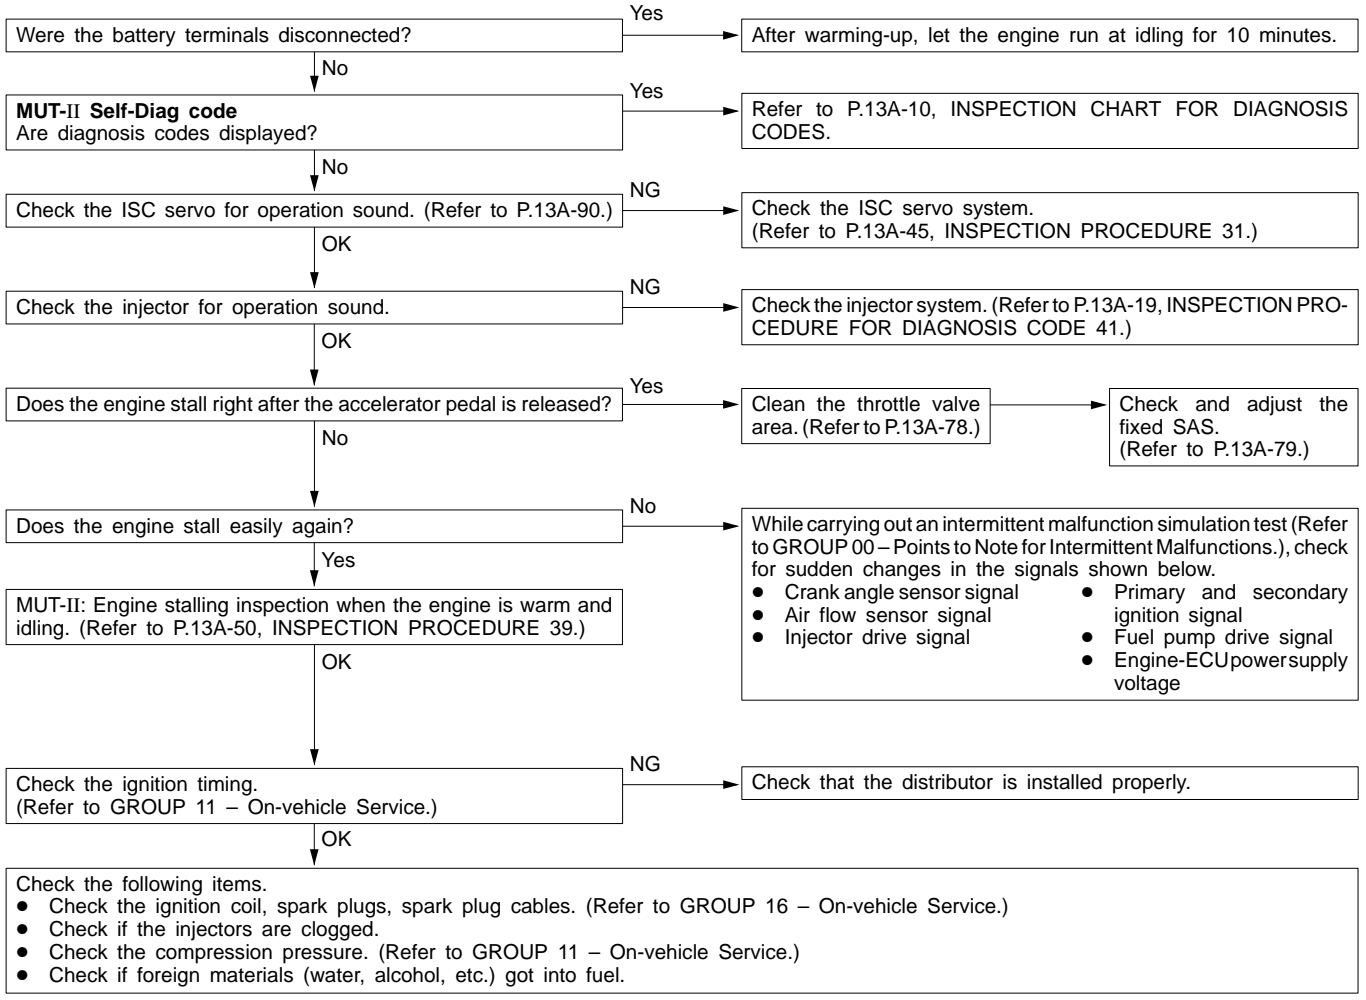 Were the battery terminals disconnected?
Yes
After warming-up, let the engine run at idling for 10 minutes.
No
MUT-II Self-Diag code
Are diagnosis codes displayed?
Yes
Refer to P.13A-10, INSPECTION CHART FOR DIAGNOSIS
CODES.
No
Check the ISC servo for operation sound. (Refer to P.13A-90.)
NG
Check the ISC servo system.
(Refer to P.13A-45, INSPECTION PROCEDURE 31.)
OK
Check the injector for operation sound.
NG
Check the injector system. (Refer to P.13A-19, INSPECTION PRO-
CEDURE FOR DIAGNOSIS CODE 41.)
OK
Does the engine stall right after the accelerator pedal is released?
Yes
Clean the throttle valve
area. (Refer to P.13A-78.)
Check and adjust the
fixed SAS.
(Refer to P.13A-79.)
No
Does the engine stall easily again?
No
While carrying out an intermittent malfunction simulation test (Refer
to GROUP 00 – Points to Note for Intermittent Malfunctions.), check
for sudden changes in the signals shown below.
● Crank angle sensor signal
● Air flow sensor signal
● Injector drive signal
● Primary and secondary
ignition signal
● Fuel pump drive signal
● Engine-ECU power supply
voltage
Yes
MUT-II: Engine stalling inspection when the engine is warm and
idling. (Refer to P.13A-50, INSPECTION PROCEDURE 39.)
OK
Check the ignition timing.
(Refer to GROUP 11 – On-vehicle Service.)
NG
Check that the distributor is installed properly.
OK
Check the following items.
● Check the ignition coil, spark plugs, spark plug cables. (Refer to GROUP 16 – On-vehicle Service.)
● Check if the injectors are clogged.
● Check the compression pressure. (Refer to GROUP 11 – On-vehicle Service.)
● Check if foreign materials (water, alcohol, etc.) got into fuel.